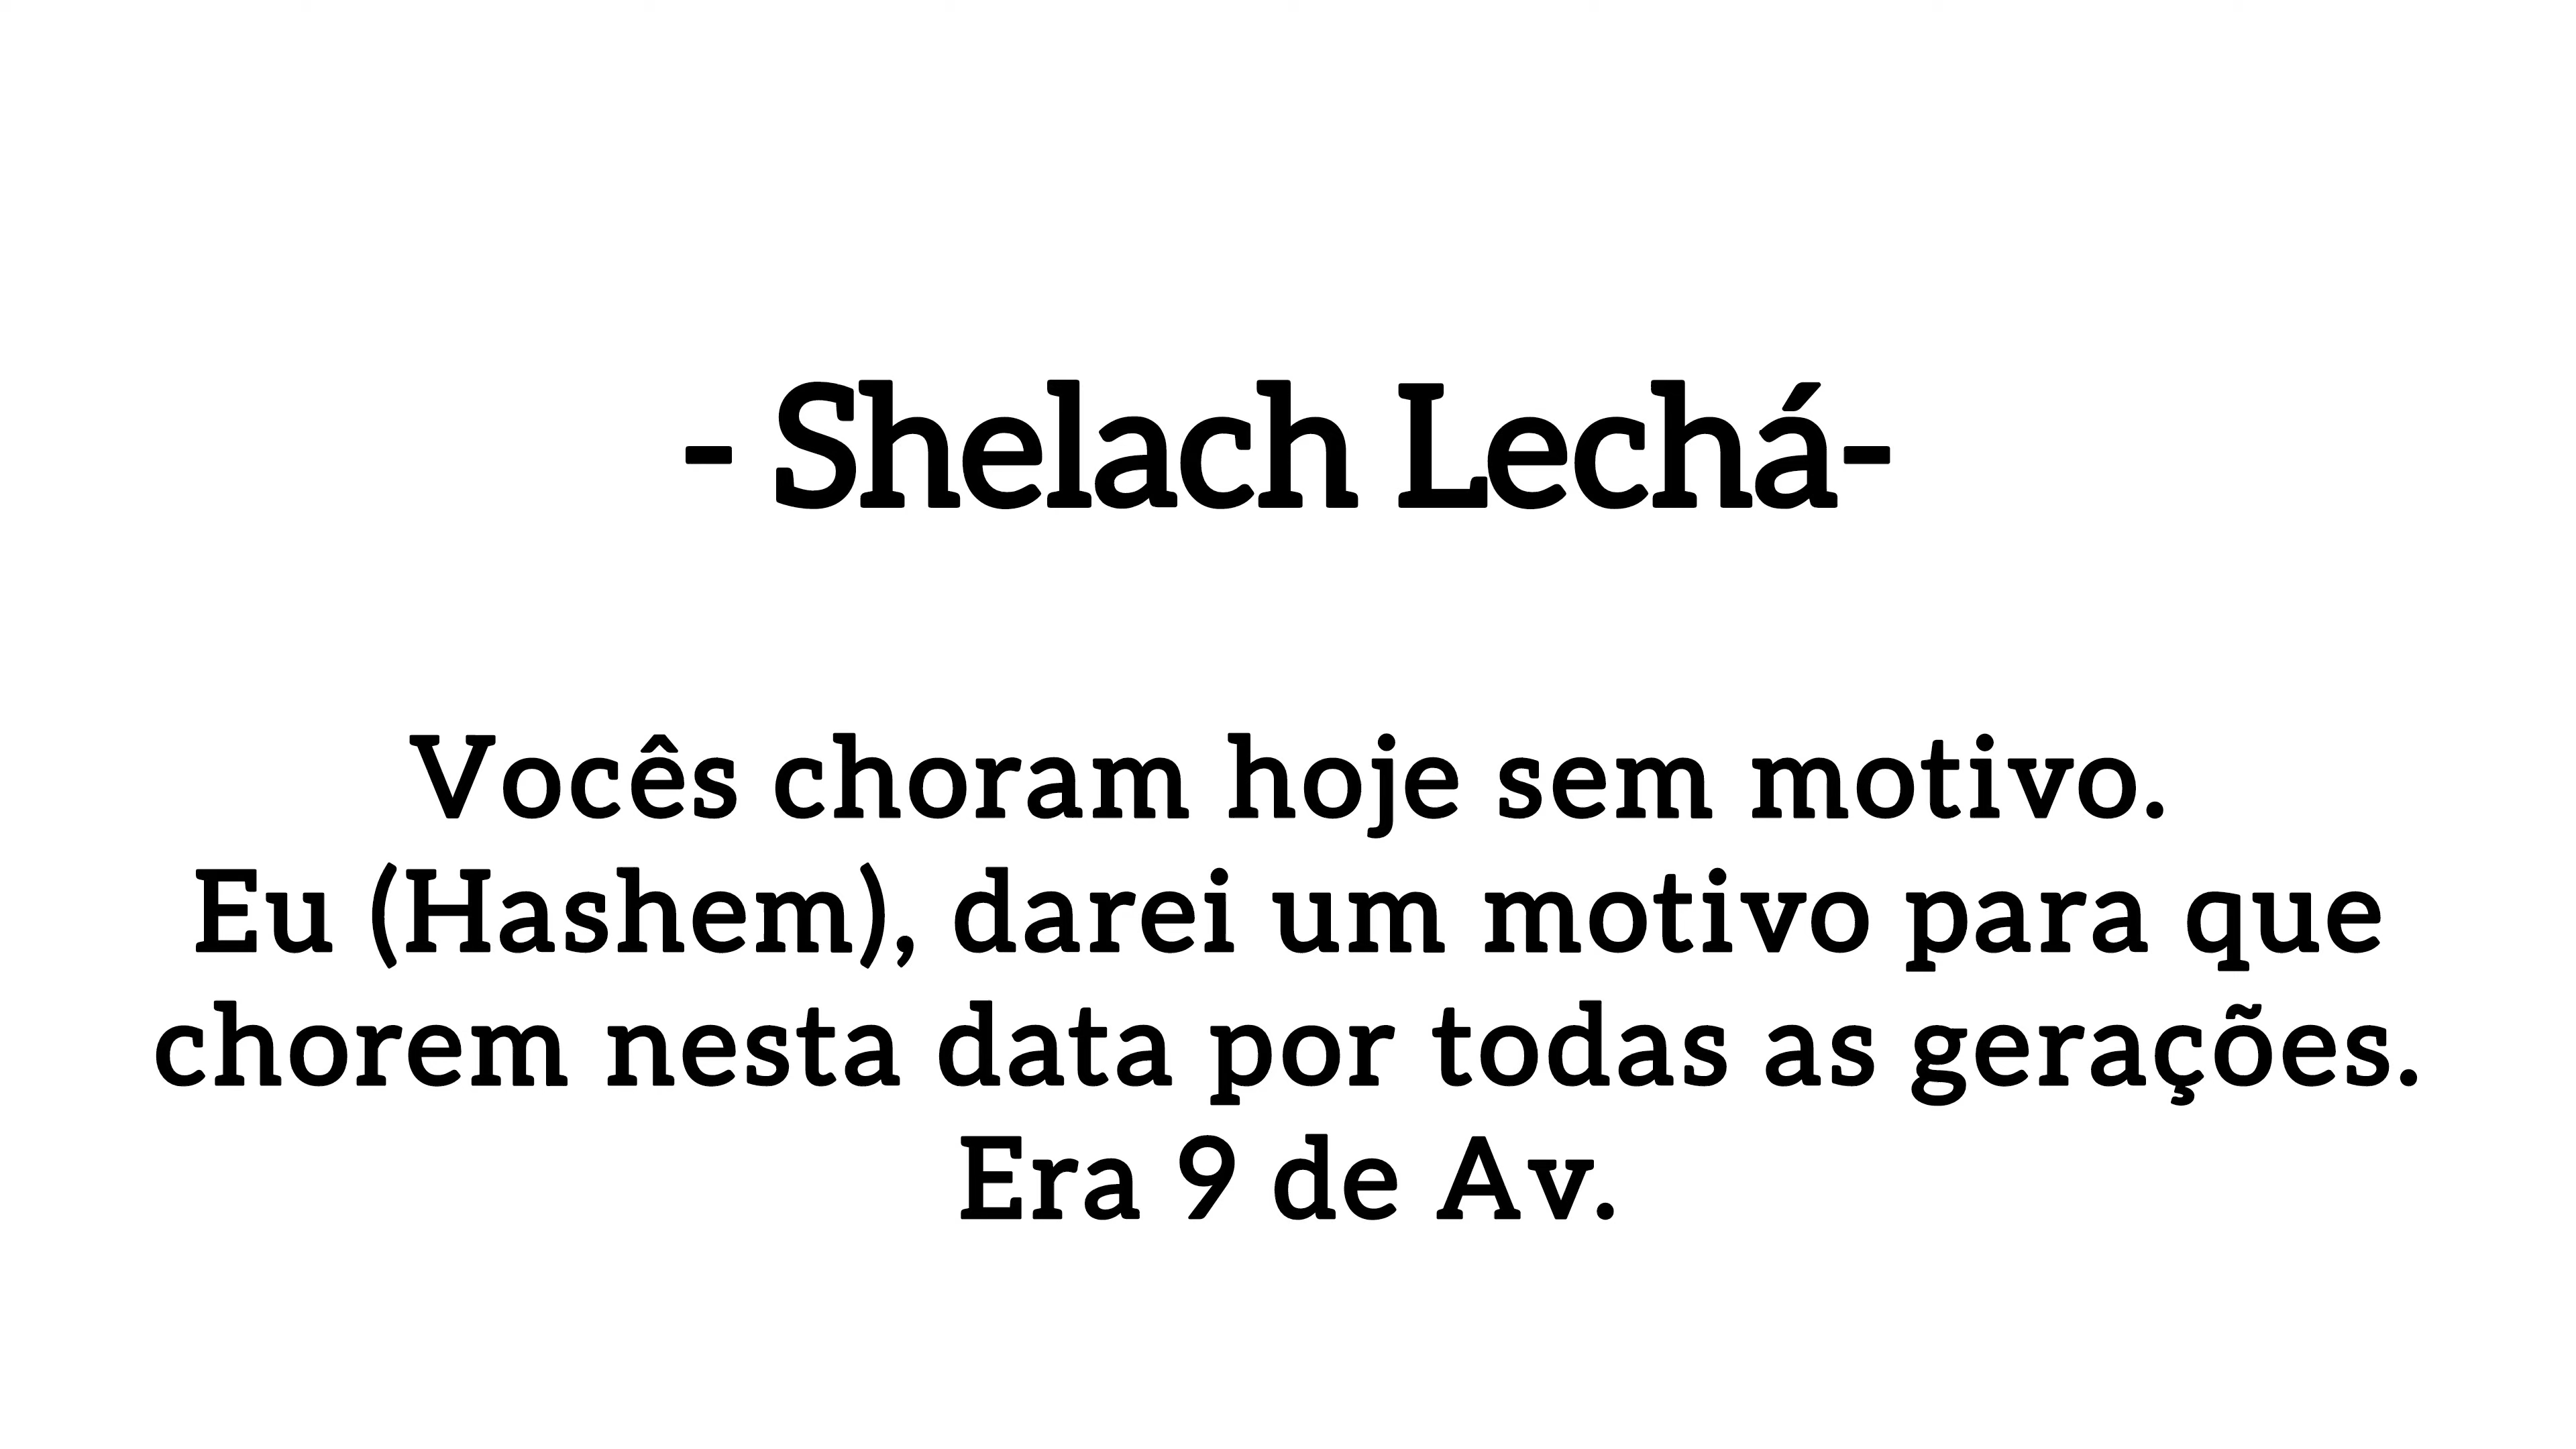 - Shelach Lechá-
Vocês choram hoje sem motivo.
Eu (Hashem), darei um motivo para que
chorem nesta data por todas as gerações.
Era 9 de Av.